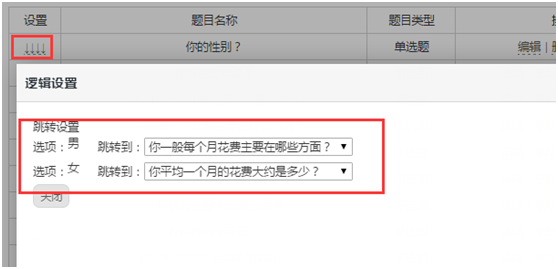 设置 题目名称 题目类型
↓↓↓↓ 你的性别？ 单选题 编辑 |
逻辑设置
跳转设置
选项：男 跳转到：你一般每个月花费主要在哪些方面？
选项：女 跳转到：你平均一个月的花费大约是多少？
关闭